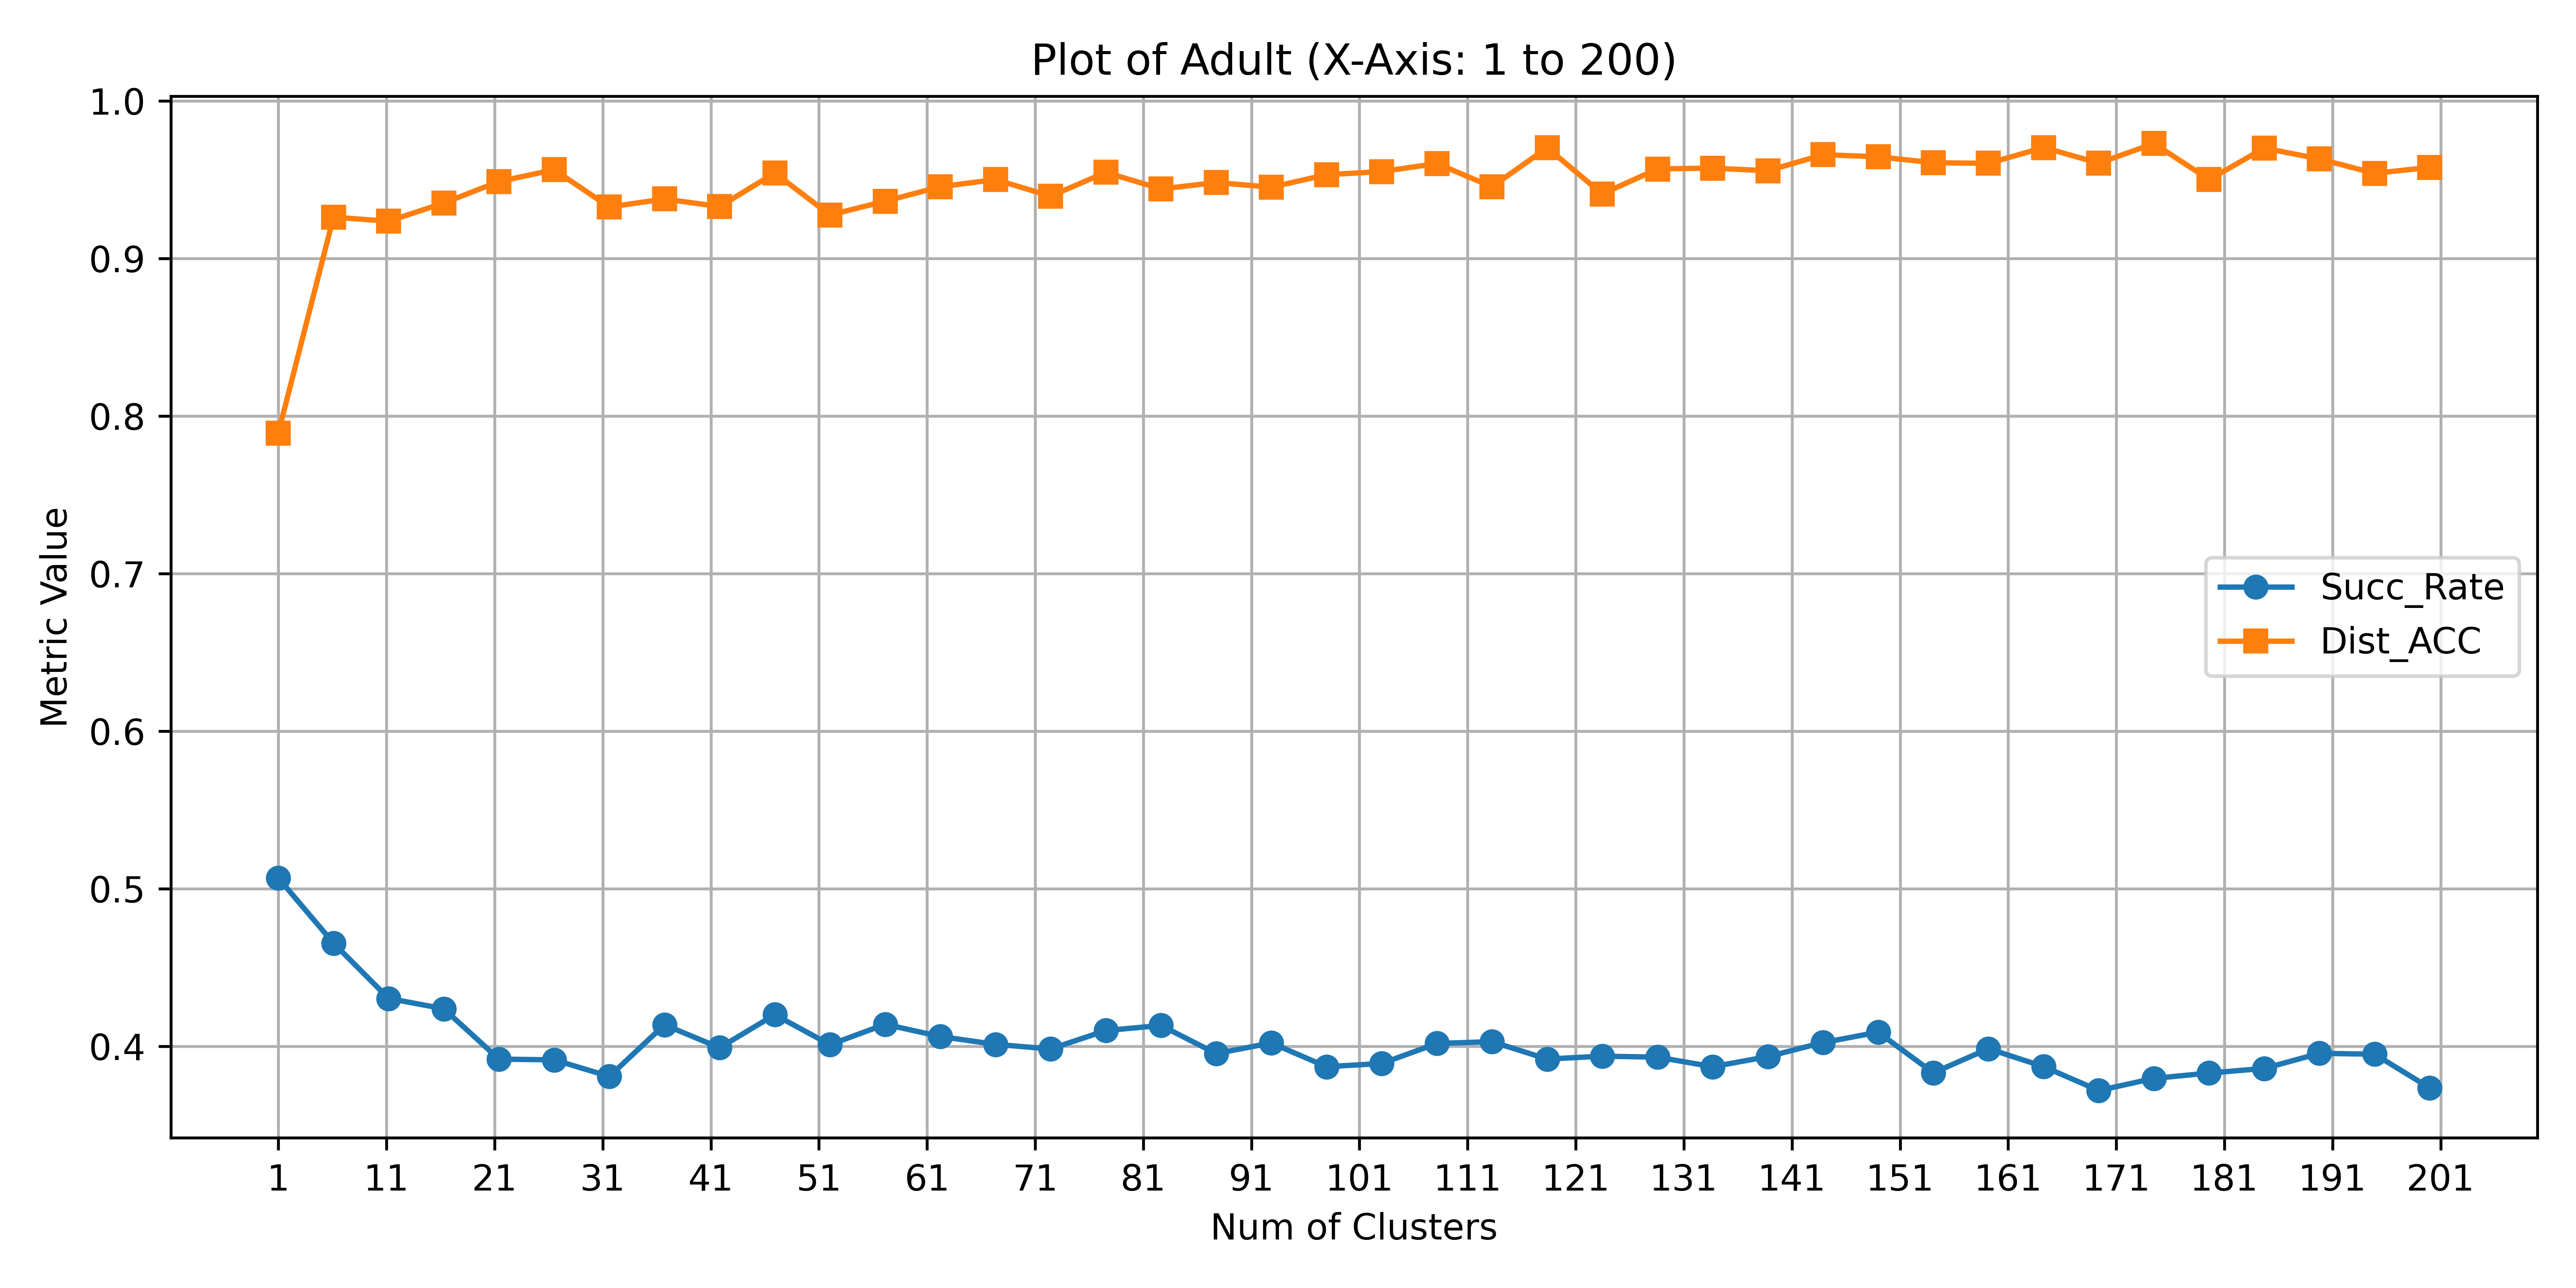 Plot of Adult (X-Axis: 1 to 200)
1.0
0.9
0.8
0.7
0.6
0.5
0.4
Metric Value
Succ_Rate
Dist_ACC
1 11 21 31 41 51 61 71 81 91 101 111 121 131 141 151 161 171 181 191 201
Num of Clusters